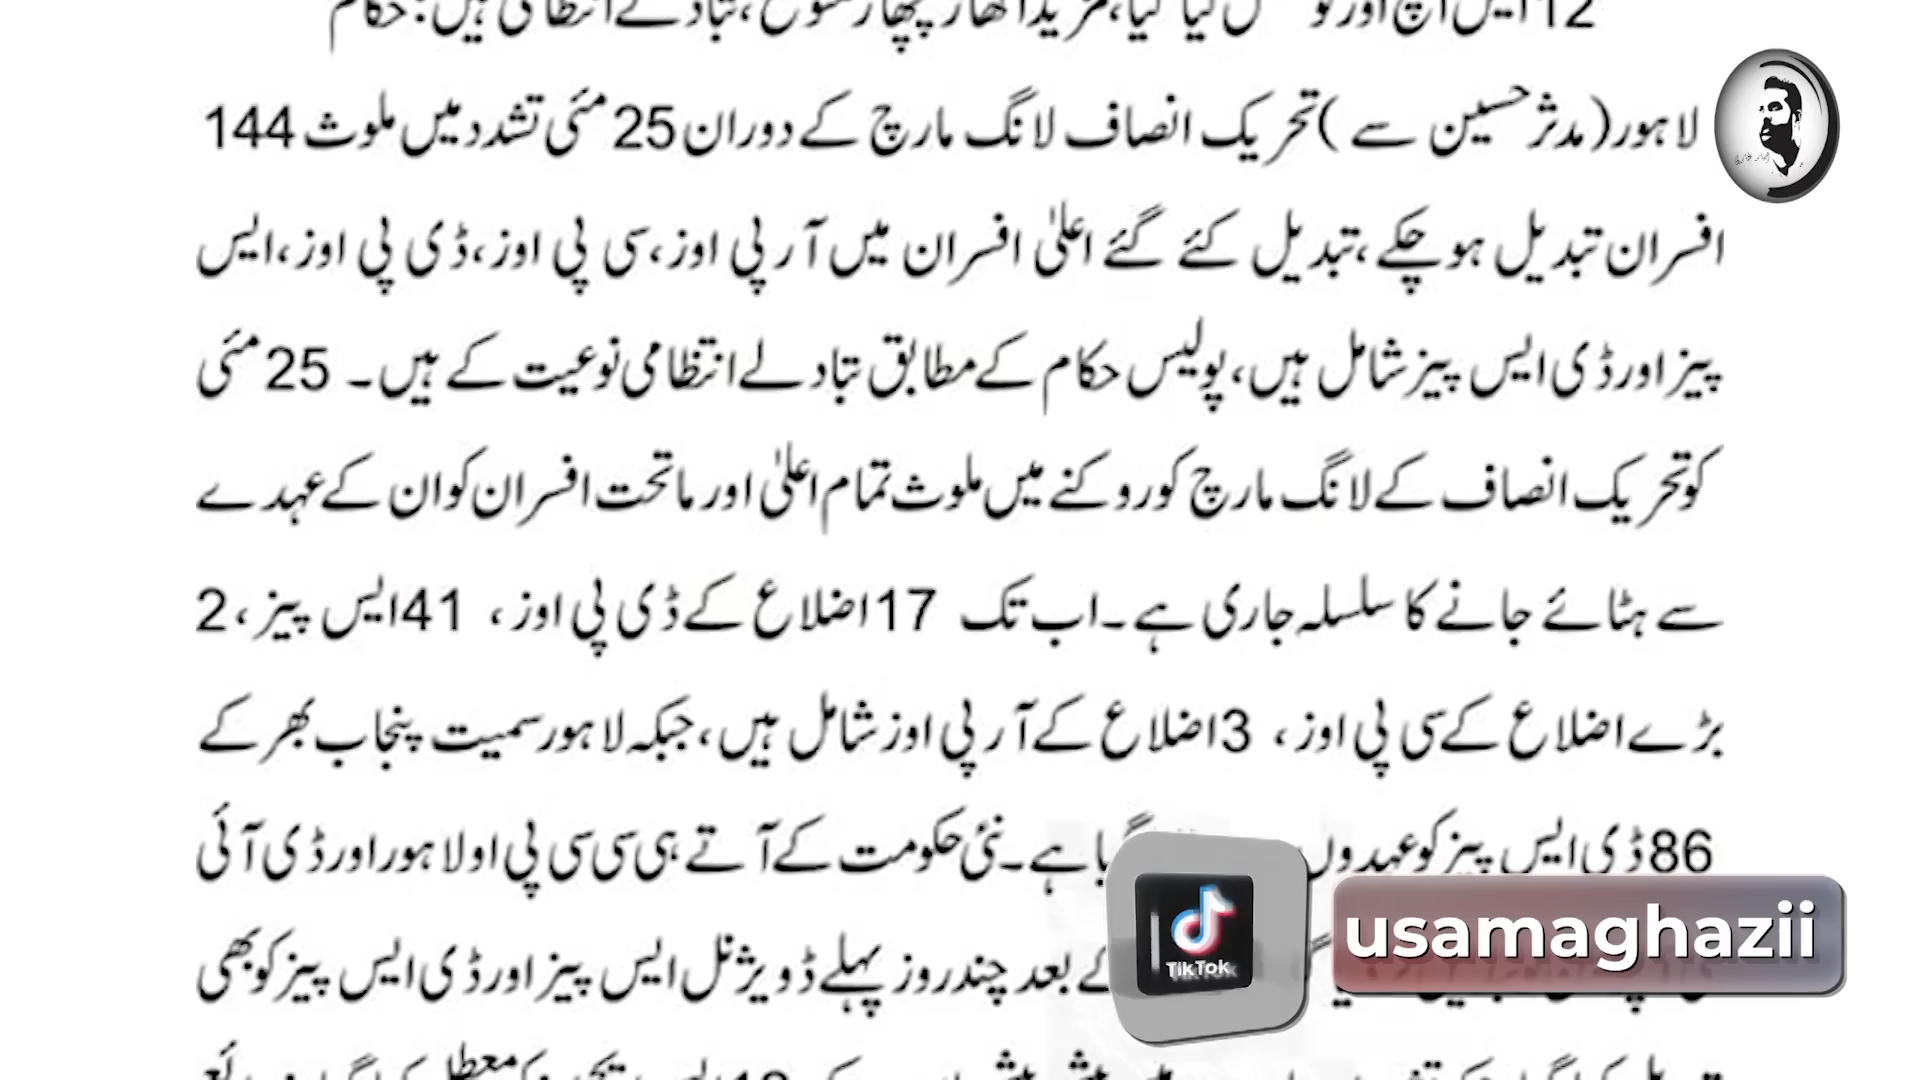 لاہور(مدثر حسین سے )تحریک انصاف لانگ مارچ کے دوران 25 مئی تشدد میں ملوث 144
افسران تبدیل ہوچکے،تبدیل کئے گئے اعلیٰ افسران میں آر پی اوز،سی پی اوز،ڈی پی اوز،ایس
پیز اور ڈی ایس پیز شامل ہیں،پولیس حکام کے مطابق تبادلے انتظامی نوعیت کے ہیں۔ 25 مئی
کو تحریک انصاف کے لانگ مارچ کو روکنے میں ملوث تمام اعلیٰ اور ماتحت افسران کو ان کے عہدے
سے ہٹائے جانے کا سلسلہ جاری ہے۔اب تک 17 اضلاع کے ڈی پی اوز، 41 ایس پیز،2
بڑے اضلاع کے سی پی اوز، 3 اضلاع کے آر پی اوز شامل ہیں،جبکہ لاہور سمیت پنجاب بھر کے
86 ڈی ایس پیز کو عہدوں ہے۔نئی حکومت کے آتے ہی سی سی پی او لاہور اور ڈی آئی
کے بعد چند روز پہلے ڈویژنل ایس پیز اور ڈی ایس پیز کو بھی
TikTok
usamaghazii